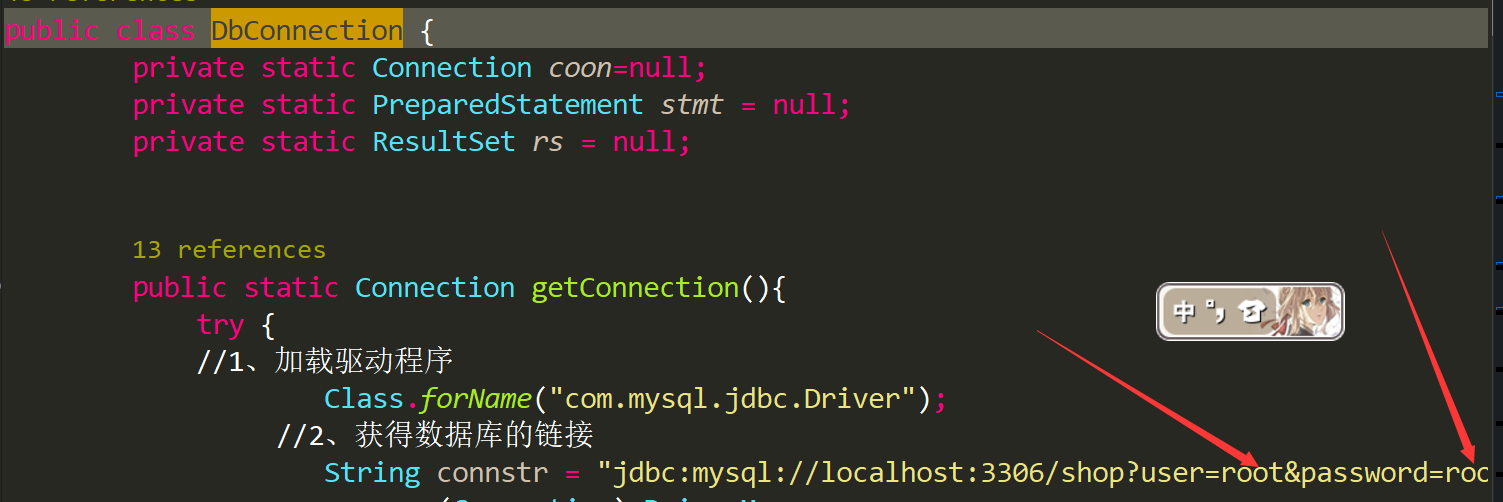 public class DbConnection {
private static Connection coon=null;
private static PreparedStatement stmt = null;
private static ResultSet rs = null;
13 references
public static Connection getConnection(){
try {
//1、加载驱动程序
Class.forName("com.mysql.jdbc.Driver");
中 °,
//2、获得数据库的链接
String connstr = "jdbc:mysql://localhost:3306/shop?user=root&password=roo